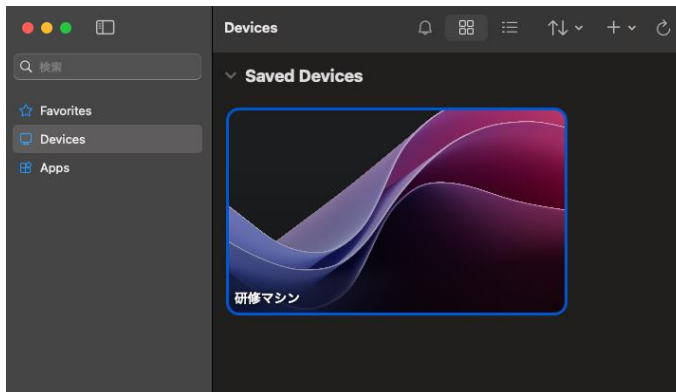 Devices
検索
Saved Devices
Favorites
Devices
Apps
研修マシン